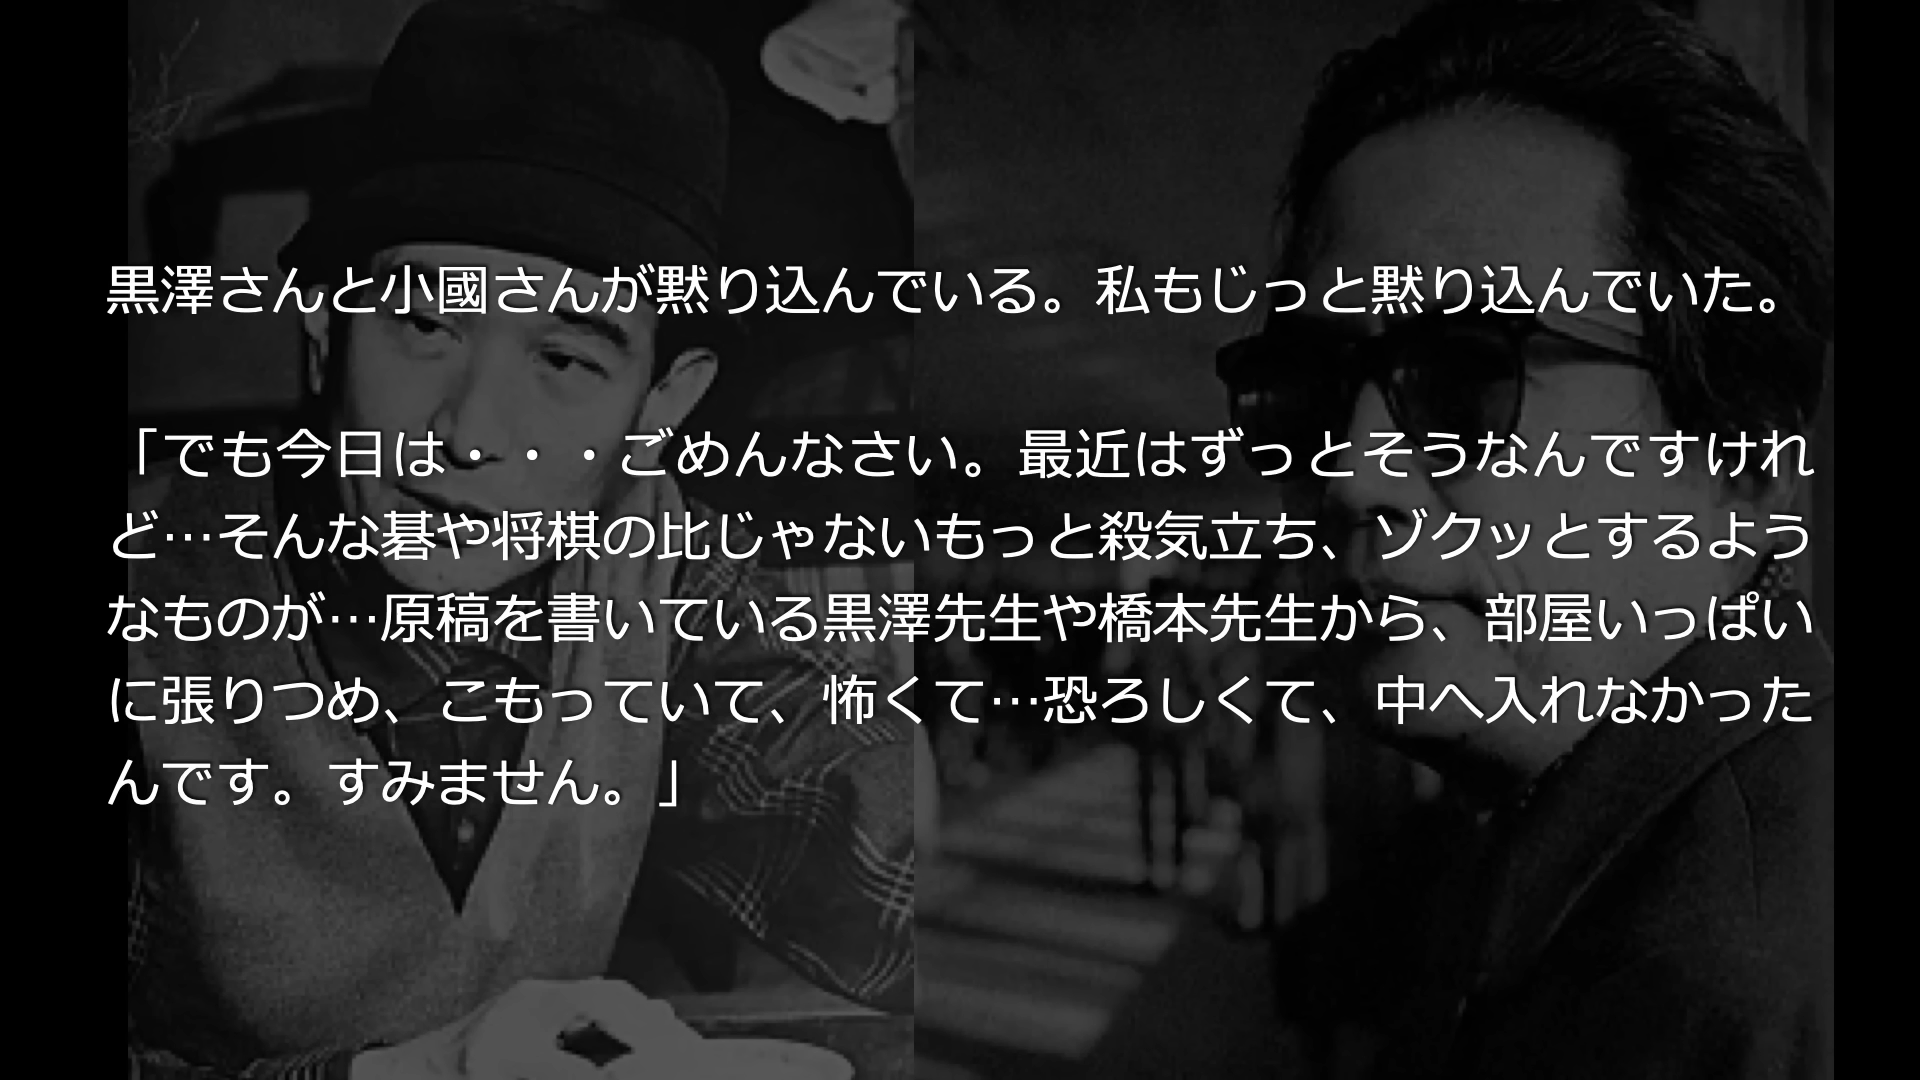 黒澤さんと小國さんが黙り込んでいる。私もじっと黙り込んでいた。
「でも今日は・・・ごめんなさい。最近はずっとそうなんですけれ
ど…そんな碁や将棋の比じゃないもっと殺気立ち、ゾクッとするよう
なものが…原稿を書いている黒澤先生や橋本先生から、部屋いっぱい
に張りつめ、こもっていて、怖くて…恐ろしくて、中へ入れなかった
んです。すみません。」